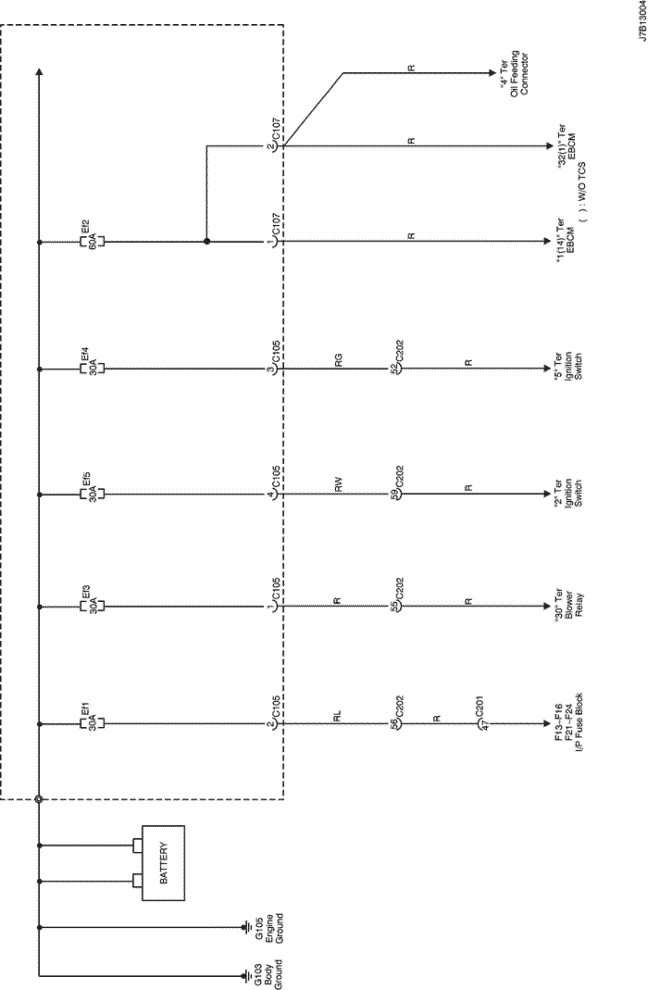 J7B13004
"4" Ter
Oil Feeding
Connector
R
2 C107
R
"32(1)" Ter
EBCM
( ) : W/O TCS
Ef2
60A
1 C107
R
"1(14)" Ter
EBCM
Ef4
30A
3 C105
RG
52 C202
R
"5" Ter
Ignition
Switch
Ef5
30A
4 C105
RW
59 C202
R
"2" Ter
Ignition
Switch
Ef3
30A
1 C105
R
55 C202
R
"30" Ter
Blower
Relay
Ef1
30A
2 C105
RL
56 C202
R
47 C201
F13~F16
F21~F24
I/P Fuse Block
BATTERY
G105
Engine
Ground
G103
Body
Ground